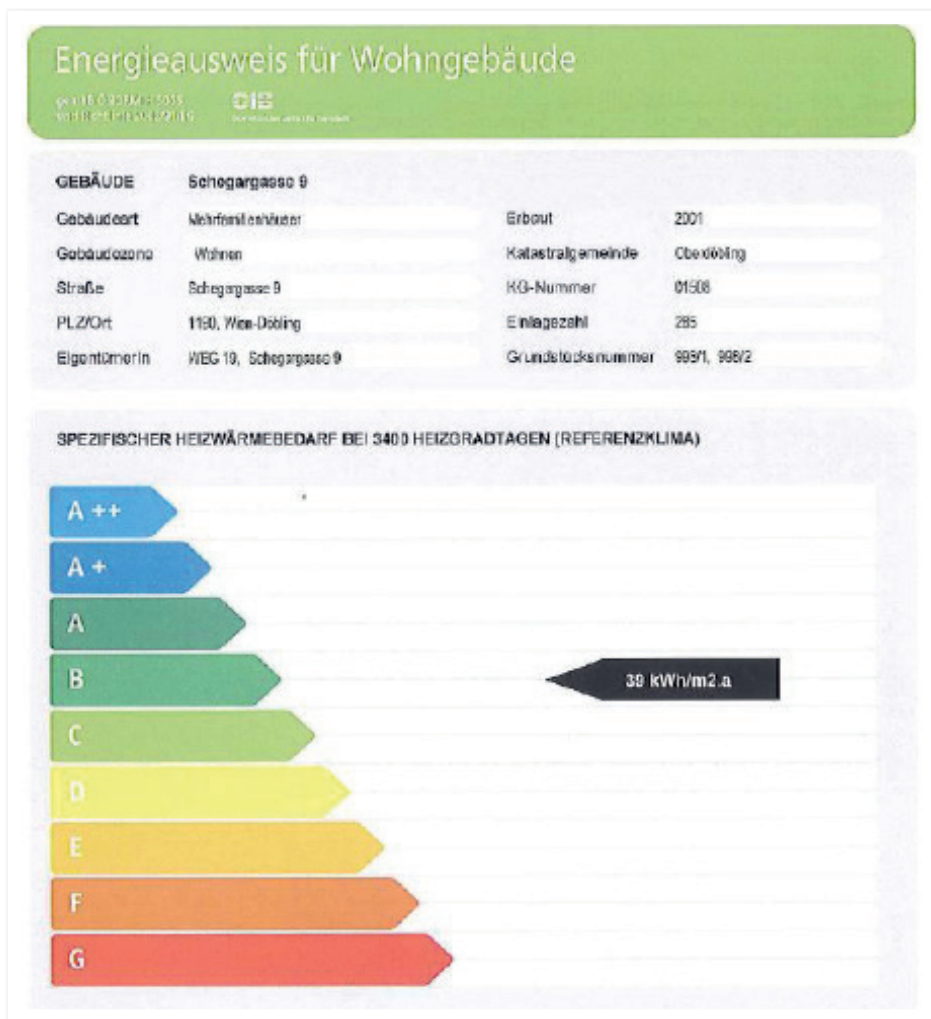 Energieausweis für Wohngebäude
OIB
GEBÄUDE Schegargasse 9
Gebäudeart Mehrfamilienhäuser Erbaut 2001
Gebäudezone Wohnen Katastralgemeinde Oberdöbling
Straße Schegargasse 9 KG-Nummer 01508
PLZ/Ort 1190, Wien-Döbling Einlagezahl 285
EigentümerIn WEG 19, Schegargasse 9 Grundstücksnummer 998/2
SPEZIFISCHER HEIZWÄRMEBEDARF BEI 3400 HEIZGRADTAGEN (REFERENZKLIMA)
A ++
A +
A
B 39 kWh/m2.a
C
D
E
F
G